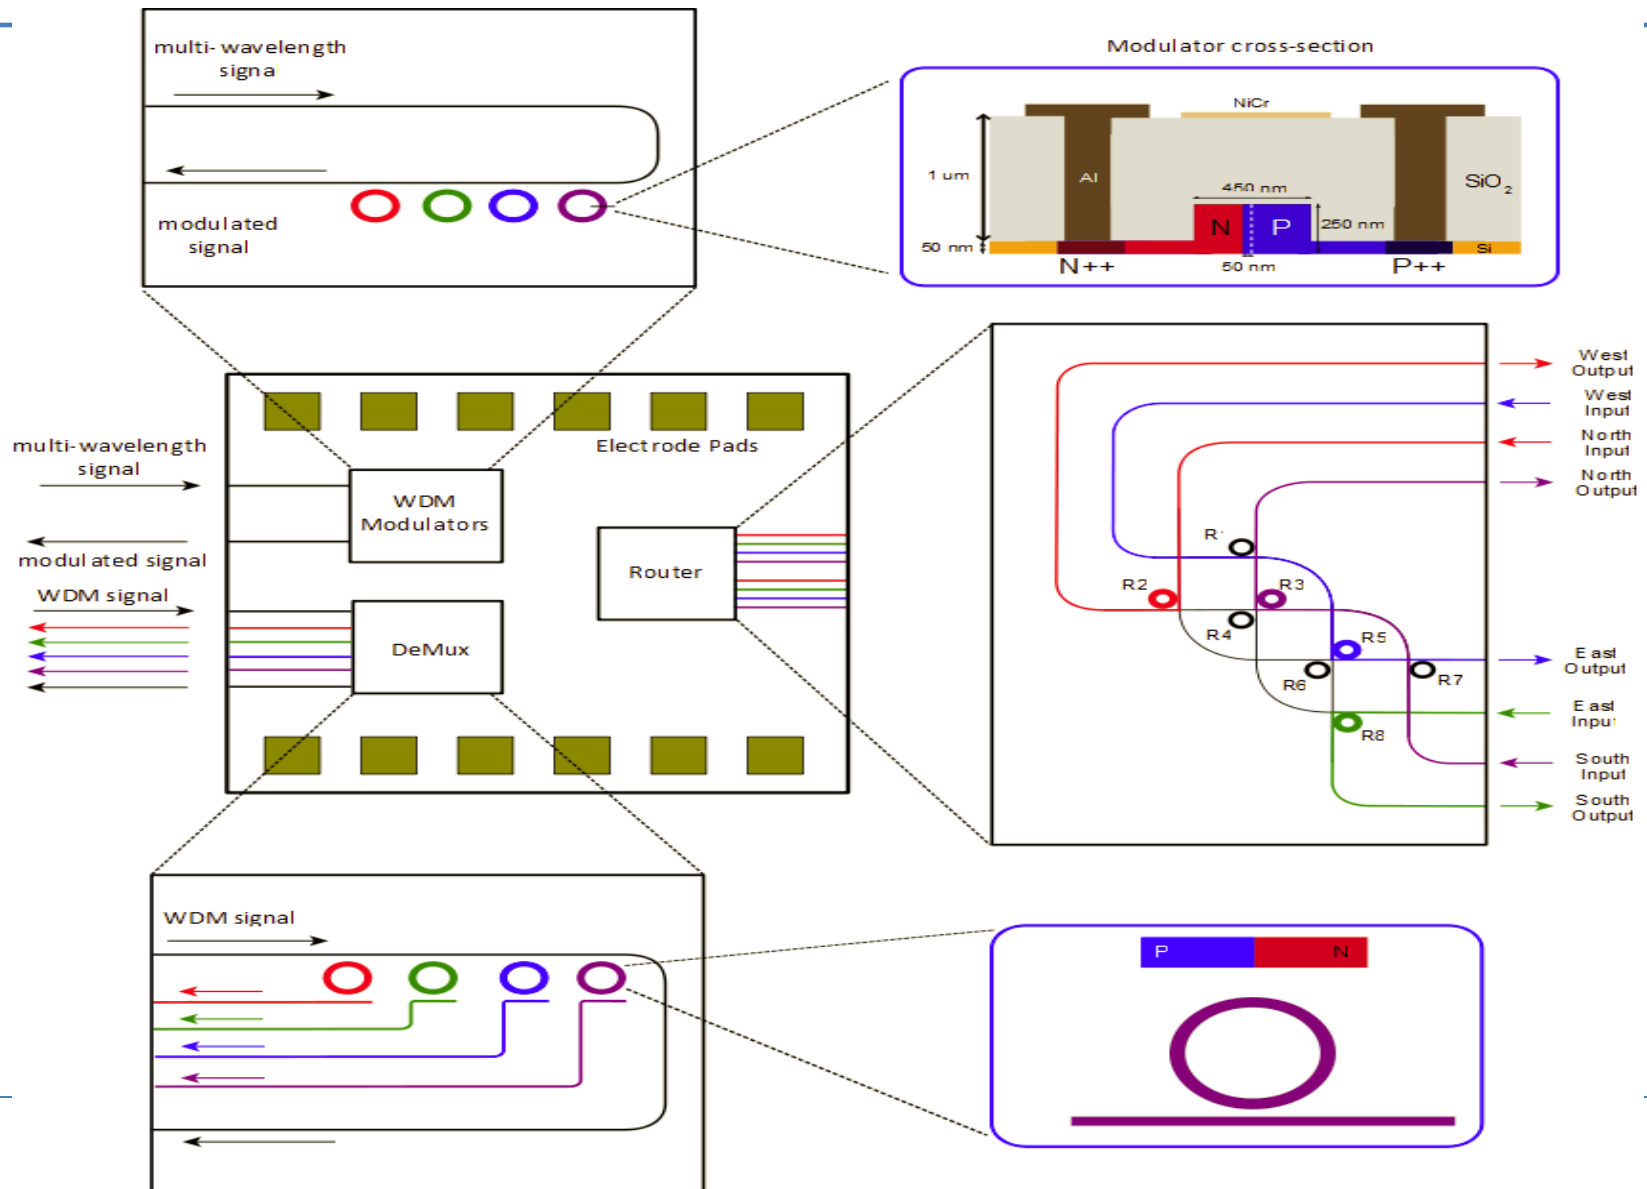 multi- wavelength
signal
modulated
signal
Modulator cross-section
NiCr
1 um
Al
450 nm
SiO2
N
P
250 nm
50 nm
Si
N++
50 nm
P++
multi-wavelength
signal
modulated signal
WDM signal
Electrode Pads
WDM
Modulators
Router
DeMux
West
Output
West
Input
North
Input
North
Output
R1
R2
R3
R4
R5
R6
R7
R8
East
Output
East
Input
South
Input
South
Output
WDM signal
P
N